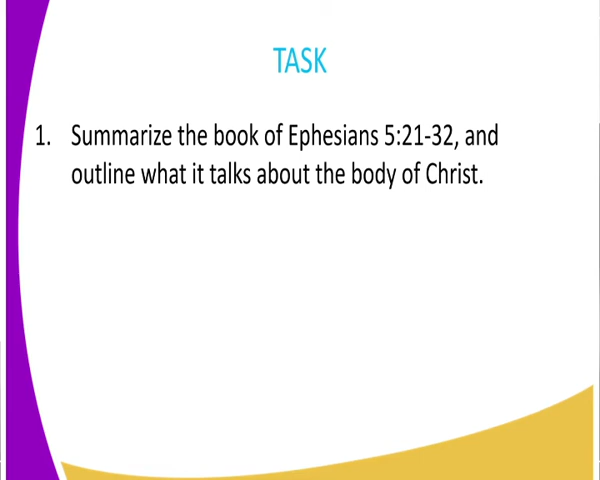 TASK
1. Summarize the book of Ephesians 5:21-32, and
outline what it talks about the body of Christ.